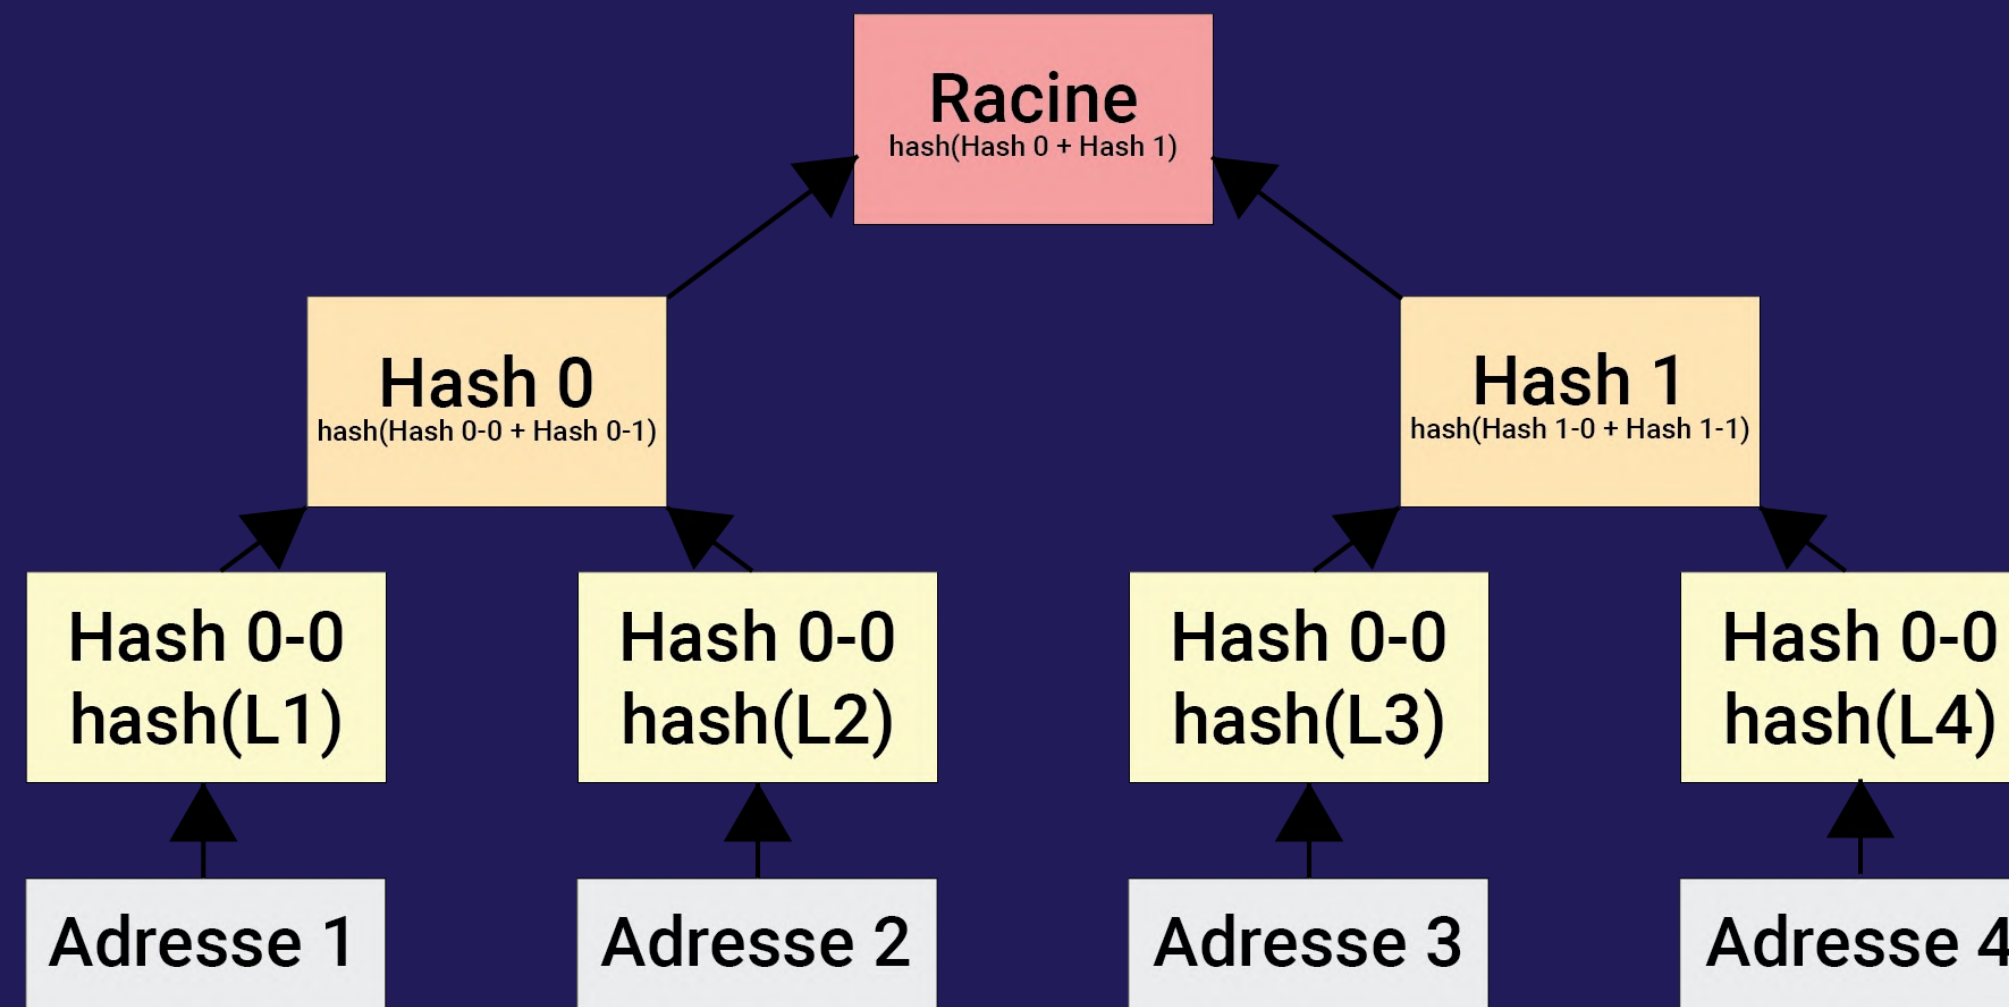 Racine
hash(Hash 0 + Hash 1)
Hash 0
hash(Hash 0-0 + Hash 0-1)
Hash 1
hash(Hash 1-0 + Hash 1-1)
Hash 0-0
hash(L1)
Hash 0-0
hash(L2)
Hash 0-0
hash(L3)
Hash 0-0
hash(L4)
Adresse 1
Adresse 2
Adresse 3
Adresse 4